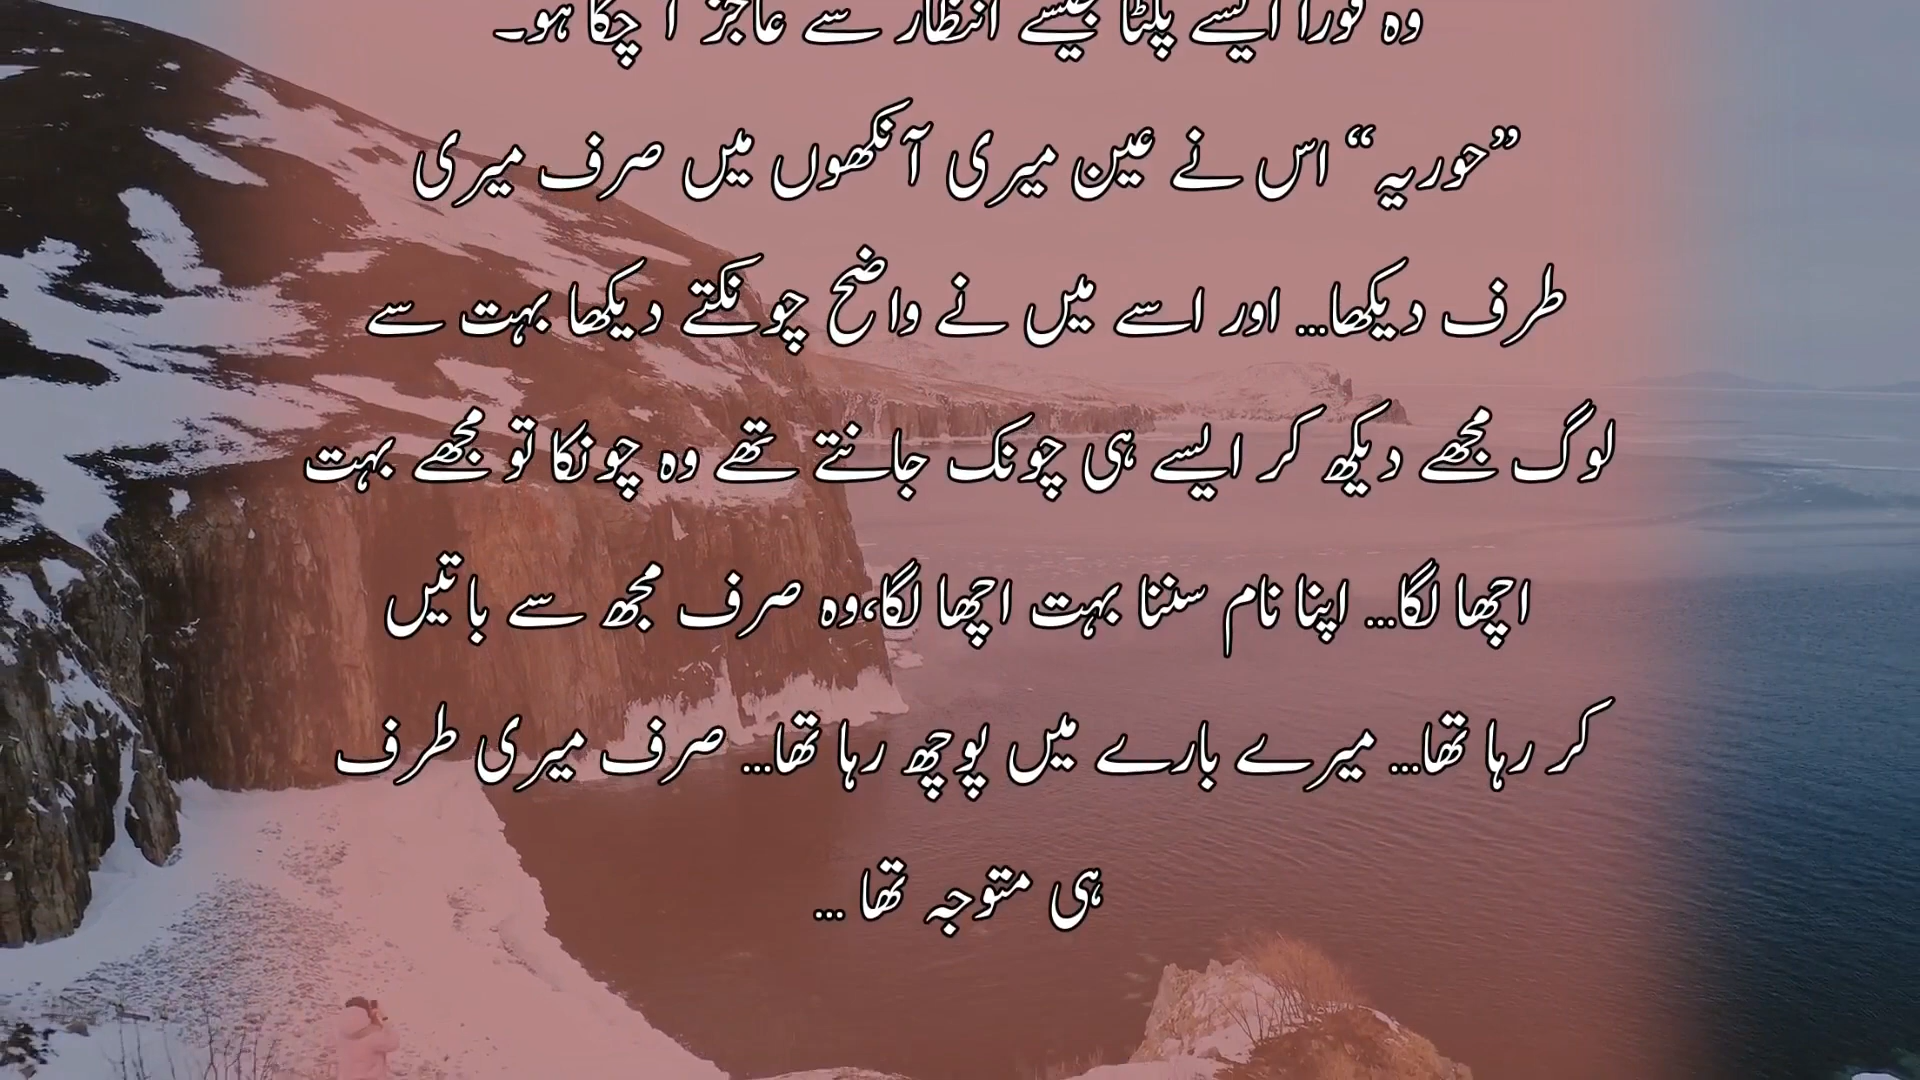 وہ فورا ایسے پلٹا جیسے انتظار سے عاجز آ چکا ہو۔
”حوریہ“ اس نے عین میری آنکھوں میں صرف میری
طرف دیکھا... اور اسے میں نے واضح چونکتے دیکھا بہت سے
لوگ مجھے دیکھ کر ایسے ہی چونک جانتے تھے وہ چونکا تو مجھے بہت
اچھا لگا... اپنا نام سننا بہت اچھا لگا،وہ صرف مجھ سے باتیں
کر رہا تھا... میرے بارے میں پوچھ رہا تھا... صرف میری طرف
ہی متوجہ تھا ...